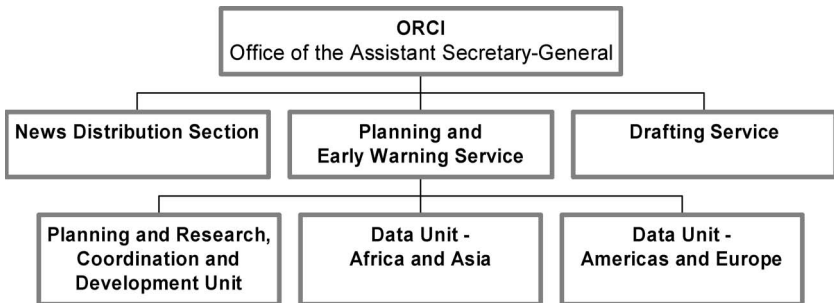 ORCI
Office of the Assistant Secretary-General
News Distribution Section
Planning and
Early Warning Service
Drafting Service
Planning and Research,
Coordination and
Development Unit
Data Unit -
Africa and Asia
Data Unit -
Americas and Europe